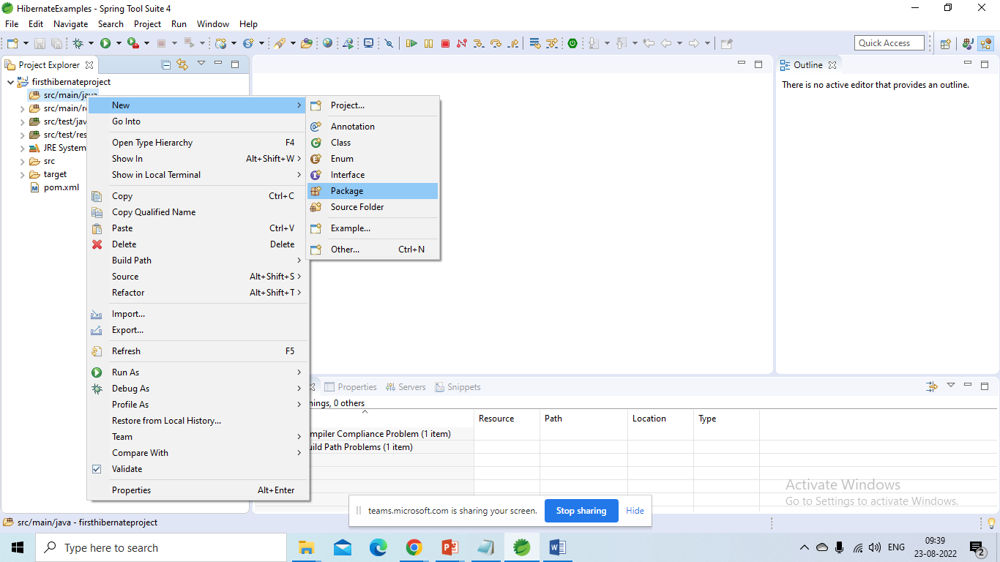 HibernateExamples - Spring Tool Suite 4
File Edit Navigate Search Project Run Window Help
Quick Access
Project Explorer
firsthibernateproject
src/main/java
src/main/re
src/test/jav
src/test/res
JRE System
src
target
pom.xml
New
Go Into
Open Type Hierarchy F4
Show In Alt+Shift+W
Show in Local Terminal
Copy Ctrl+C
Copy Qualified Name
Paste Ctrl+V
Delete Delete
Build Path
Source Alt+Shift+S
Refactor Alt+Shift+T
Import...
Export...
Refresh F5
Run As
Debug As
Profile As
Restore from Local History...
Team
Compare With
Validate
Properties Alt+Enter
Project...
Annotation
Class
Enum
Interface
Package
Source Folder
Example...
Other... Ctrl+N
Outline
There is no active editor that provides an outline.
Properties Servers Snippets
nings, 0 others
Resource Path Location Type
mpiler Compliance Problem (1 item)
uild Path Problems (1 item)
Activate Windows
Go to Settings to activate Windows.
teams.microsoft.com is sharing your screen. Stop sharing Hide
src/main/java - firsthibernateproject
Type here to search
ENG
09:39
23-08-2022
2